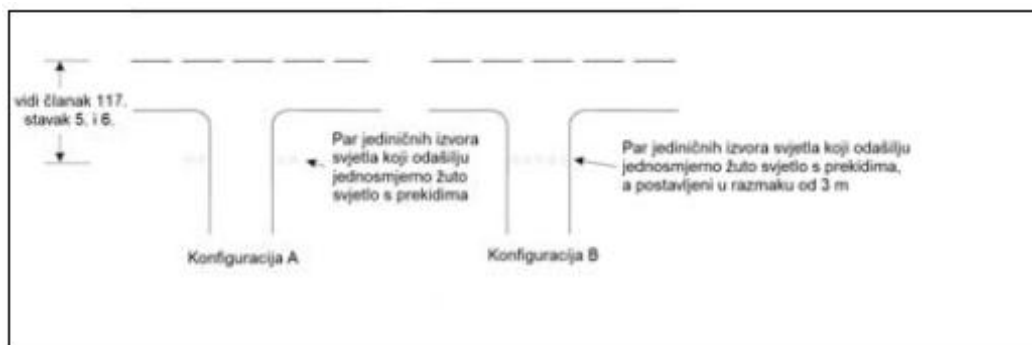 vidi članak 117.
stavak 5. i 6.
Par jediničnih izvora
svjetla koji odašilju
jednosmjerno žuto
svjetlo s prekidima
Konfiguracija A
Par jediničnih izvora svjetla koji odašilju
jednosmjerno žuto svjetlo s prekidima,
a postavljeni u razmaku od 3 m
Konfiguracija B